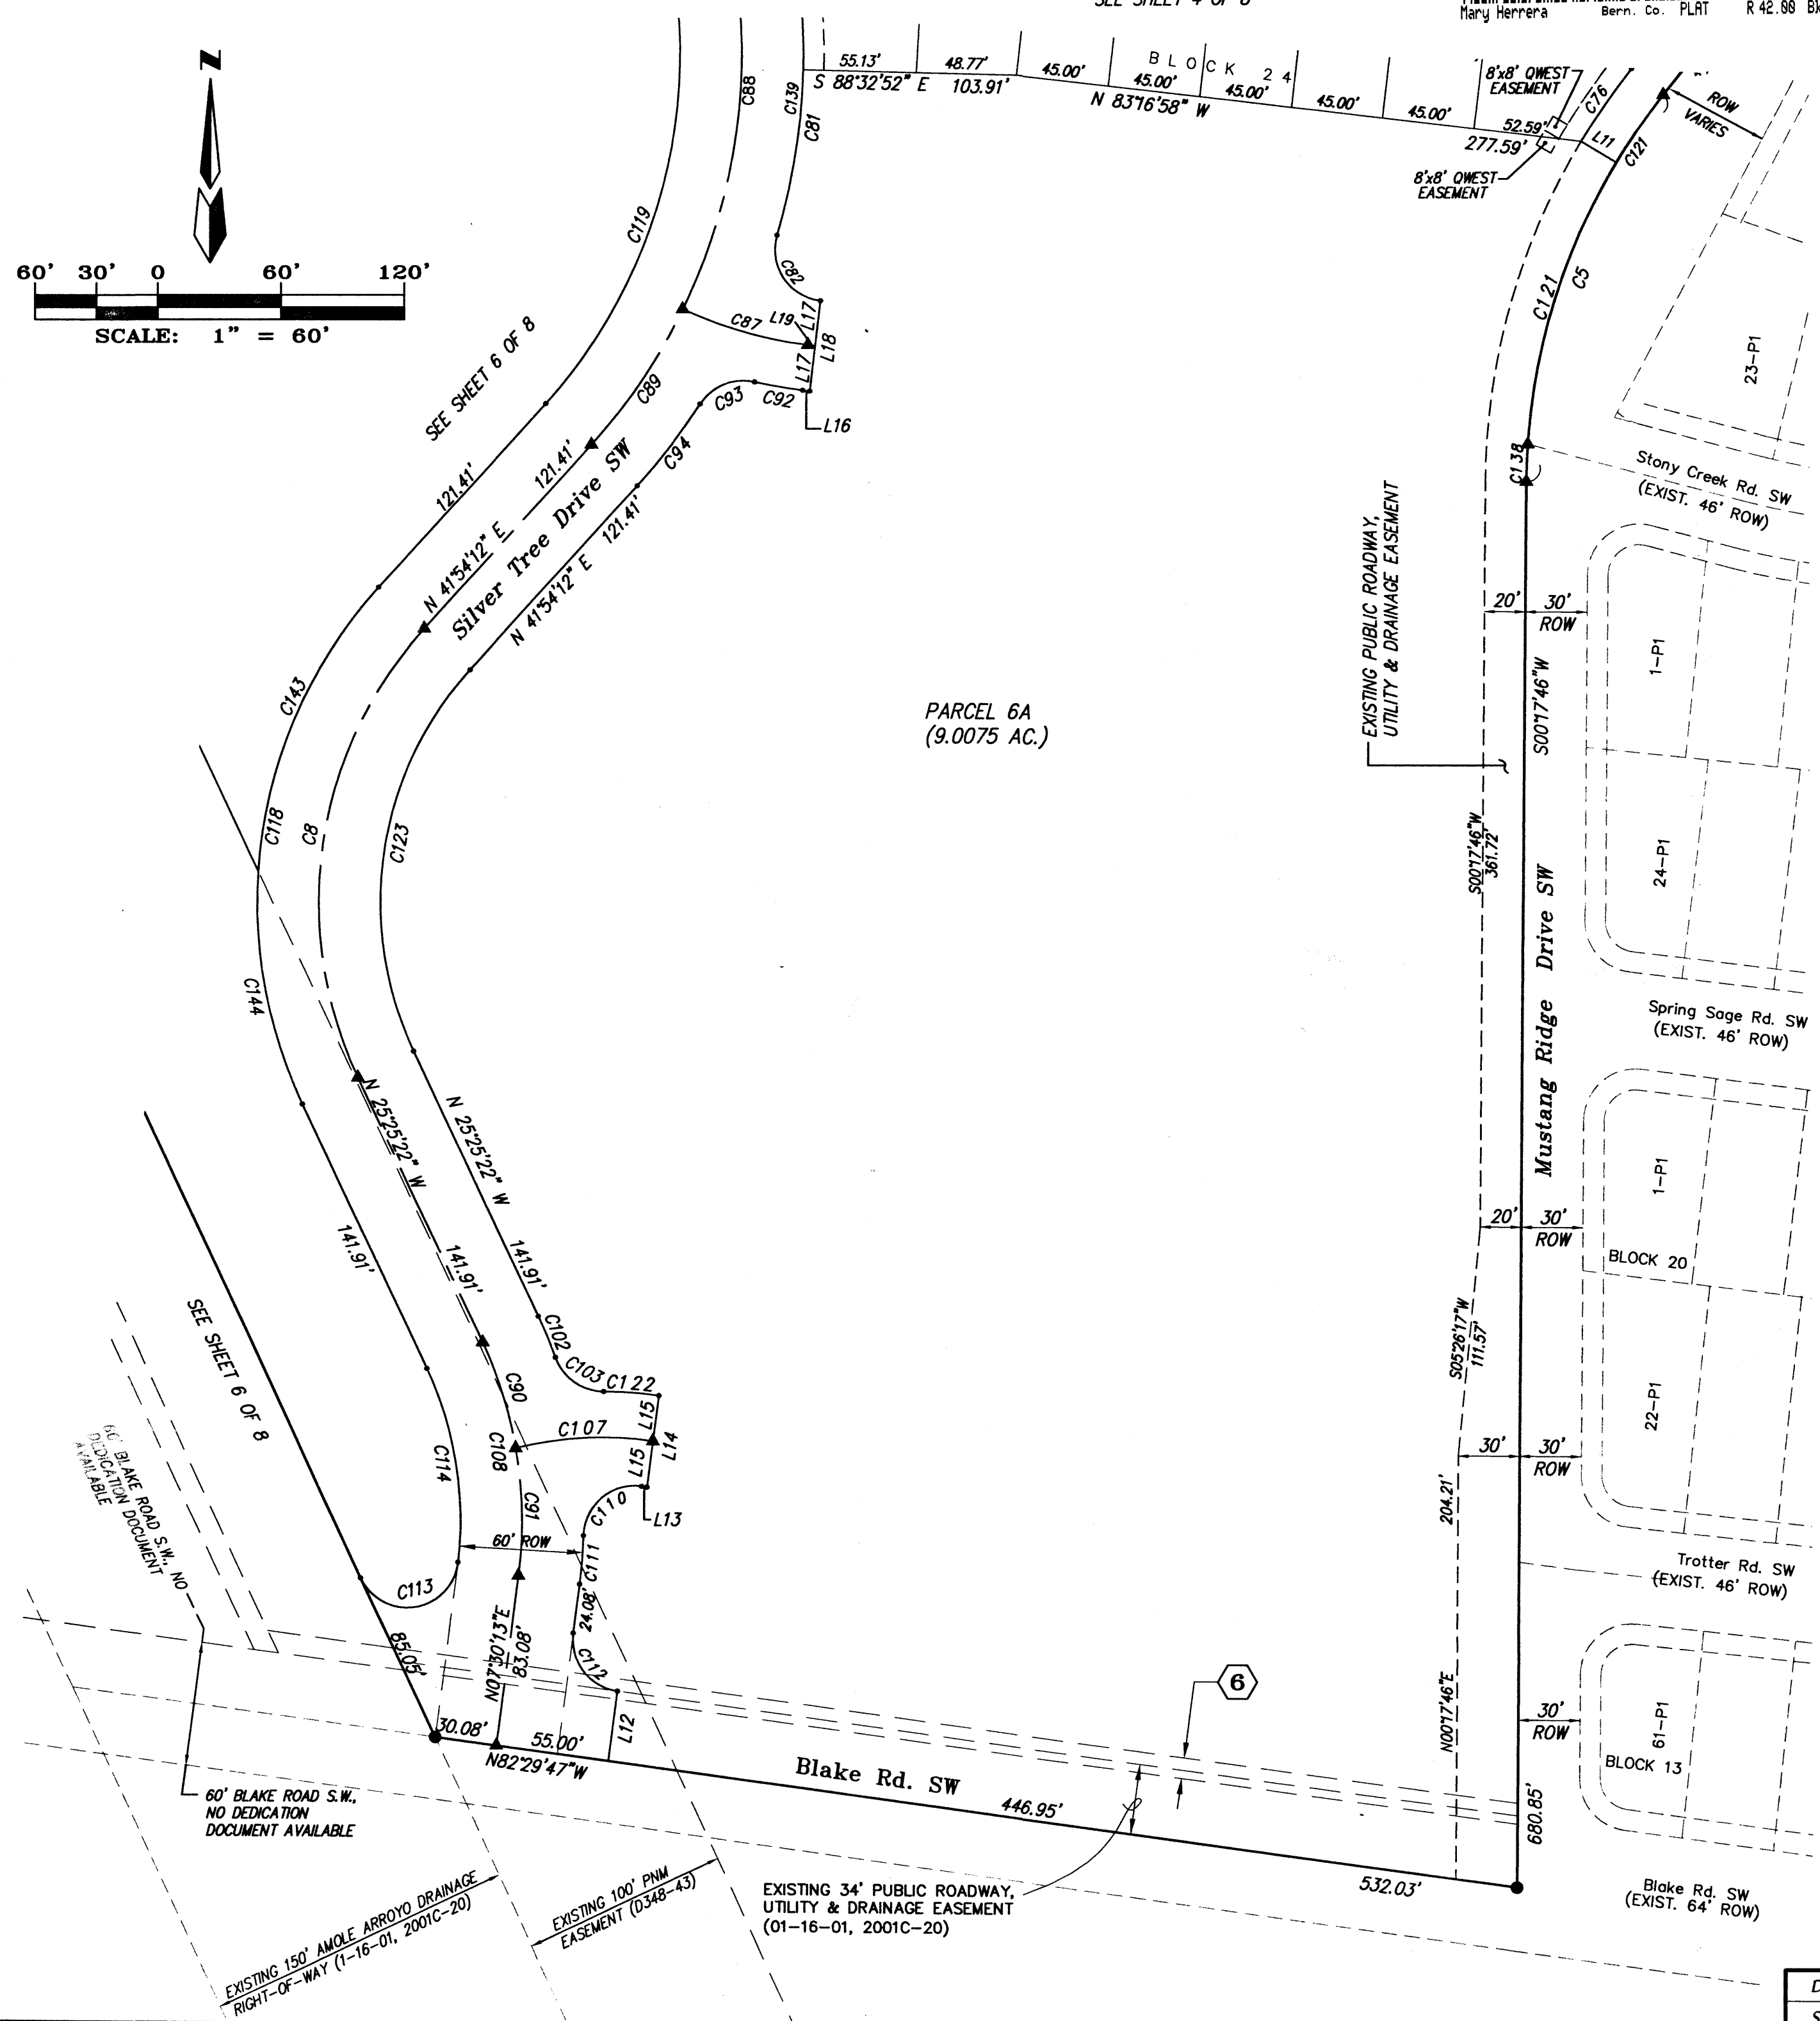 SEE SHEET 4 OF 8
Mary Herrera Bern. Co. PLAT R 42.00
N
60' 30' 0 60' 120'
SCALE: 1" = 60'
55.13'
48.77'
45.00'
BLOCK 24
45.00'
45.00'
45.00'
45.00'
S 88°32'52" E 103.91'
N 83°16'58" W
52.59'
277.59'
8'x8' QWEST
EASEMENT
8'x8' QWEST
EASEMENT
C76
L11
C121
ROW
VARIES
C88
C139
C81
C119
C82
C87
L19
L17
L18
L17
L16
C92
C93
C94
C89
SEE SHEET 6 OF 8
121.41'
121.41'
N 41°54'12" E
Silver Tree Drive SW
N 41°54'12" E 121.41'
C121
C5
C138
23-P1
Stony Creek Rd. SW
(EXIST. 46' ROW)
EXISTING PUBLIC ROADWAY,
UTILITY & DRAINAGE EASEMENT
20'
30'
ROW
S00°17'46"W
1-P1
24-P1
PARCEL 6A
(9.0075 AC.)
C143
C118
C8
C123
C144
S00°17'46"W
361.72'
Mustang Ridge Drive SW
Spring Sage Rd. SW
(EXIST. 46' ROW)
N 25°25'22" W
141.91'
N 25°25'22" W
141.91'
141.91'
20'
30'
ROW
1-P1
BLOCK 20
22-P1
S05°26'17"W
111.57'
SEE SHEET 6 OF 8
C102
C103
C122
C90
C107
L15
L14
L15
C108
C114
C91
C110
L13
60' ROW
C111
C113
24.08'
C112
85.05'
N07°30'13"E
83.08'
60' BLAKE ROAD S.W., NO
DEDICATION DOCUMENT
AVAILABLE
30'
30'
ROW
204.21'
Trotter Rd. SW
(EXIST. 46' ROW)
N00°17'46"E
30'
ROW
61-P1
BLOCK 13
6
30.08'
55.00'
L12
N82°29'47"W
Blake Rd. SW
446.95'
680.85'
532.03'
60' BLAKE ROAD S.W.,
NO DEDICATION
DOCUMENT AVAILABLE
EXISTING 34' PUBLIC ROADWAY,
UTILITY & DRAINAGE EASEMENT
(01-16-01, 2001C-20)
Blake Rd. SW
(EXIST. 64' ROW)
EXISTING 150' AMOLE ARROYO DRAINAGE
RIGHT-OF-WAY (1-16-01, 2001C-20)
EXISTING 100' PNM
EASEMENT (D348-43)